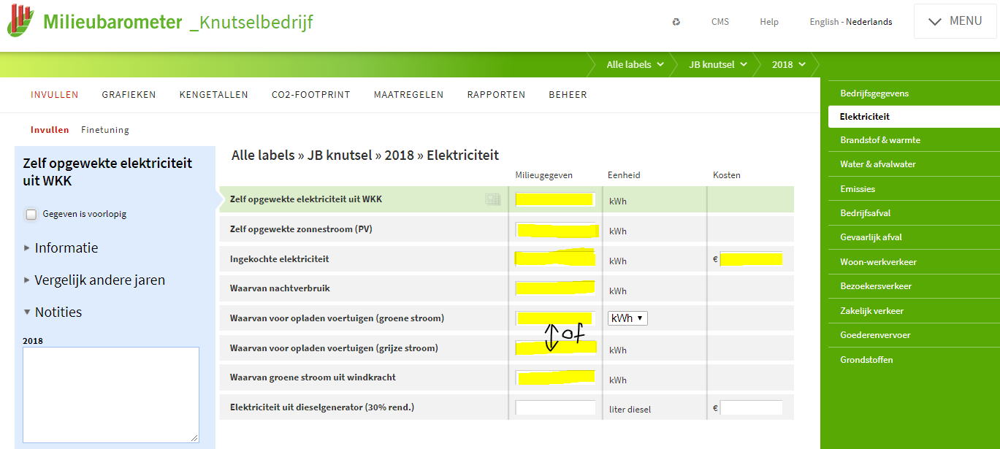 Milieubarometer _Knutselbedrijf
CMS Help English - Nederlands MENU
Alle labels JB knutsel 2018
INVULLEN GRAFIEKEN KENGETALLEN CO2-FOOTPRINT MAATREGELEN RAPPORTEN BEHEER
Invullen Finetuning
Zelf opgewekte elektriciteit
uit WKK
Gegeven is voorlopig
Informatie
Vergelijk andere jaren
Notities
2018
Alle labels » JB knutsel » 2018 » Elektriciteit
Milieugegeven Eenheid Kosten
Zelf opgewekte elektriciteit uit WKK kWh
Zelf opgewekte zonnestroom (PV) kWh
Ingekochte elektriciteit kWh €
Waarvan nachtverbruik kWh
Waarvan voor opladen voertuigen (groene stroom) kWh
of
Waarvan voor opladen voertuigen (grijze stroom) kWh
Waarvan groene stroom uit windkracht kWh
Elektriciteit uit dieselgenerator (30% rend.) liter diesel €
Bedrijfsgegevens
Elektriciteit
Brandstof & warmte
Water & afvalwater
Emissies
Bedrijfsafval
Gevaarlijk afval
Woon-werkverkeer
Bezoekersverkeer
Zakelijk verkeer
Goederenvervoer
Grondstoffen